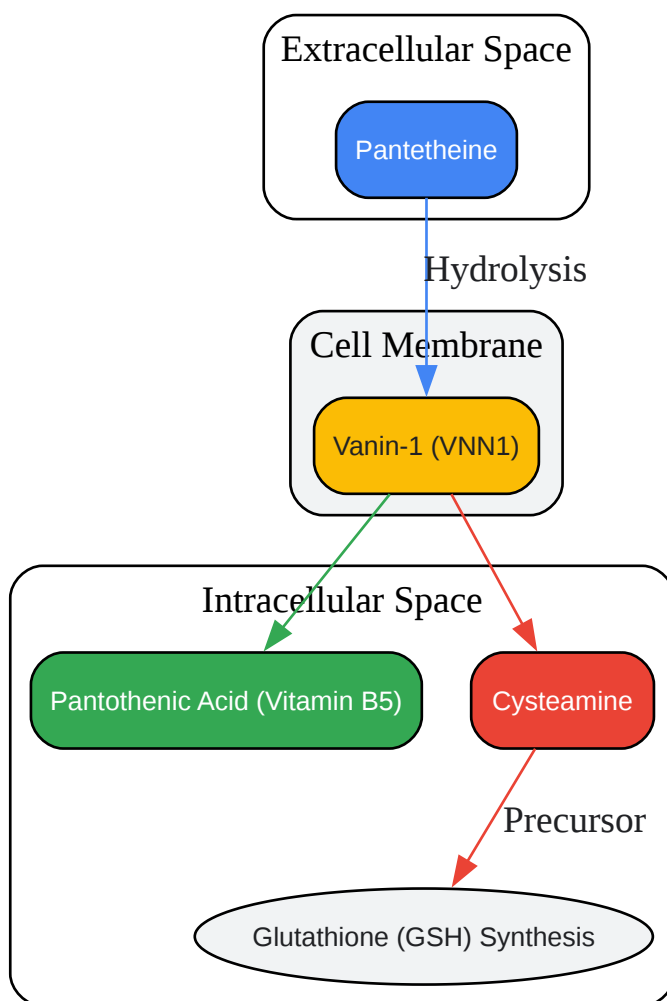 Extracellular Space
Pantetheine
Hydrolysis
Cell Membrane
Vanin-1 (VNN1)
Intracellular Space
Pantothenic Acid (Vitamin B5)
Cysteamine
Precursor
Glutathione (GSH) Synthesis